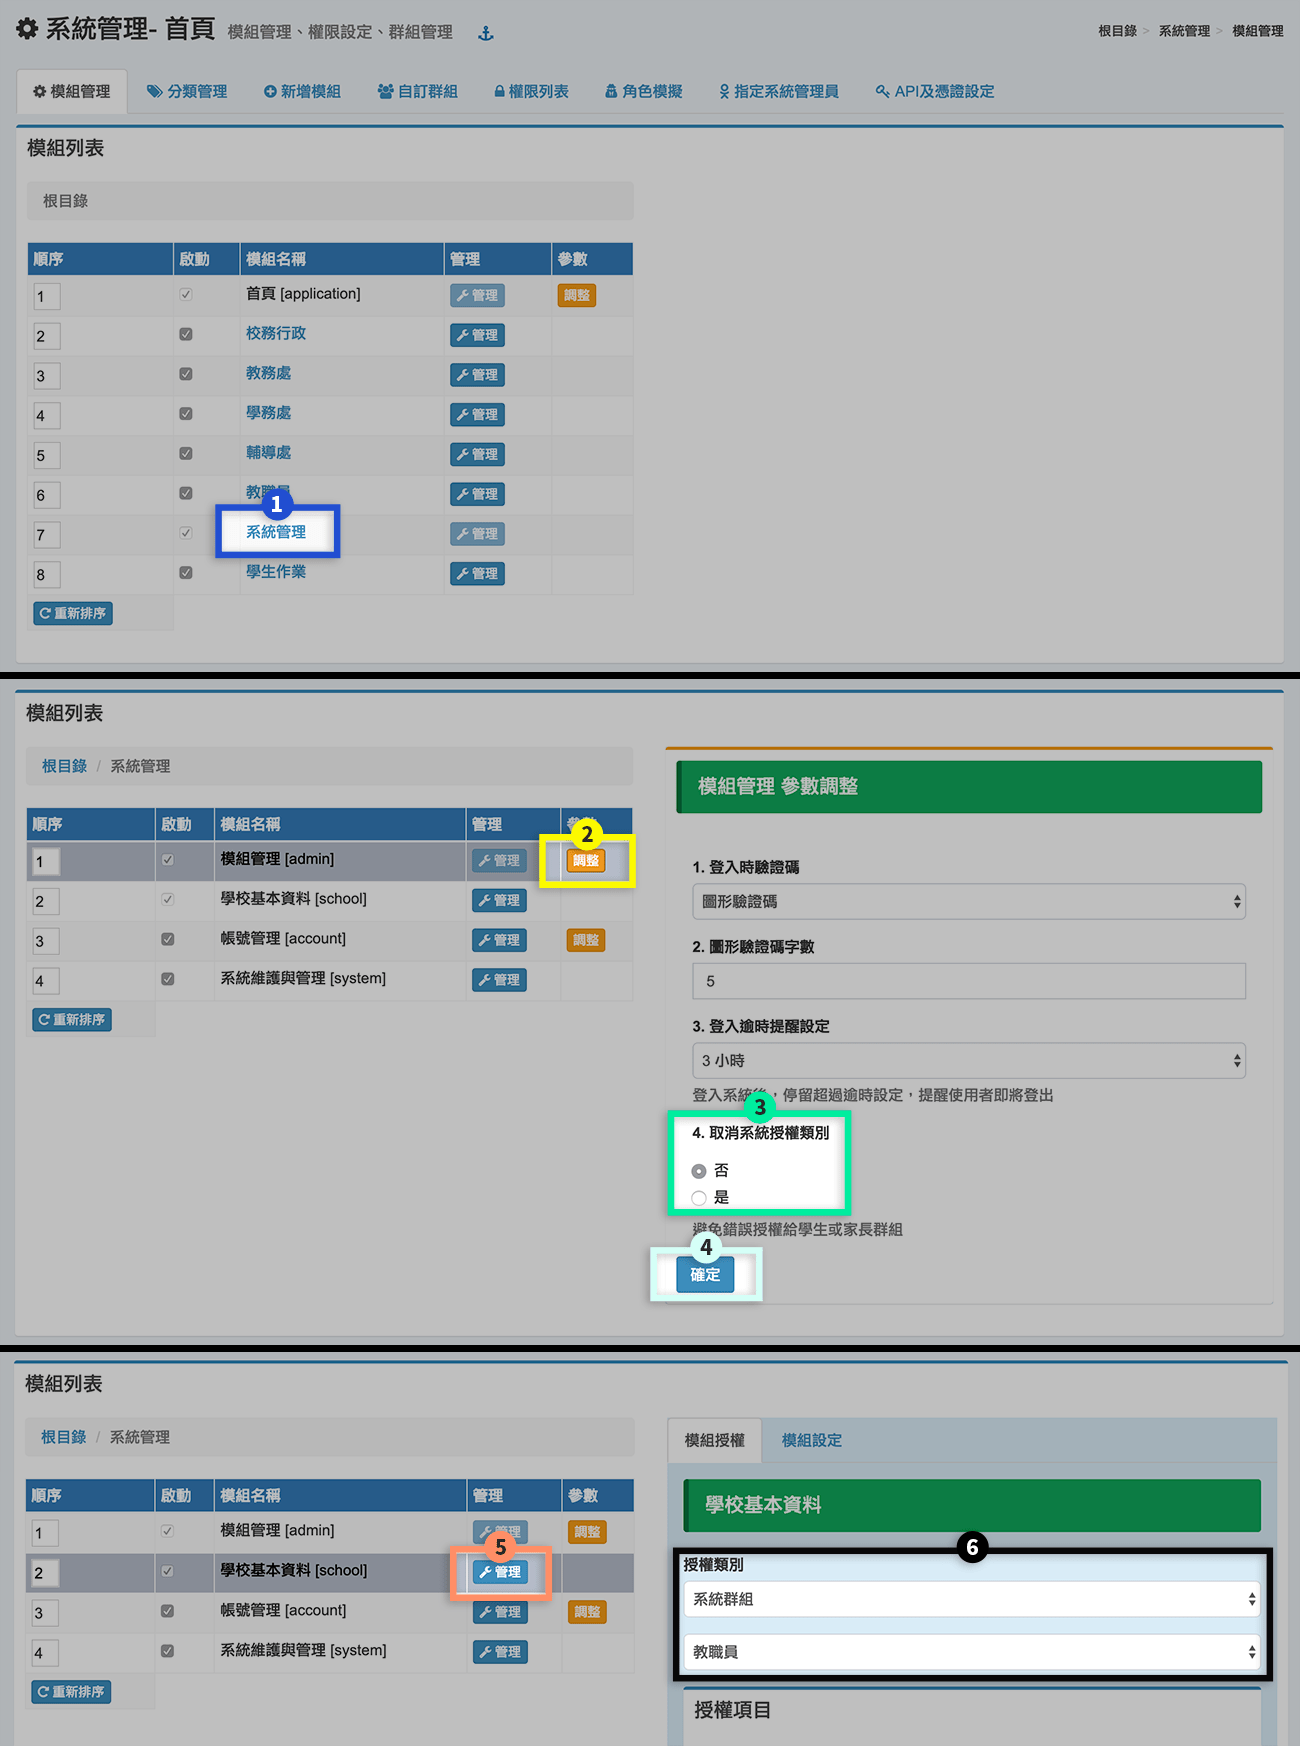 系統管理- 首頁 模組管理、權限設定、群組管理
根目錄 > 系統管理 > 模組管理
模組管理 分類管理 新增模組 自訂群組 權限列表 角色模擬 指定系統管理員 API及憑證設定
模組列表
根目錄
順序 啟動 模組名稱 管理 參數
1 首頁 [application] 管理 調整
2 校務行政 管理
3 教務處 管理
4 學務處 管理
5 輔導處 管理
6 教職員 管理
1
7 系統管理 管理
8 學生作業 管理
重新排序
模組列表
根目錄 / 系統管理
順序 啟動 模組名稱 管理
2
1 模組管理 [admin] 管理 調整
2 學校基本資料 [school] 管理
3 帳號管理 [account] 管理 調整
4 系統維護與管理 [system] 管理
重新排序
模組管理 參數調整
1. 登入時驗證碼
圖形驗證碼
2. 圖形驗證碼字數
5
3. 登入逾時提醒設定
3 小時
登入系統後，停留超過逾時設定，提醒使用者即將登出
3
4. 取消系統授權類別
否
是
避免錯誤授權給學生或家長群組
4
確定
模組列表
根目錄 / 系統管理
順序 啟動 模組名稱 管理 參數
1 模組管理 [admin] 管理 調整
5
2 學校基本資料 [school] 管理
3 帳號管理 [account] 管理 調整
4 系統維護與管理 [system] 管理
重新排序
模組授權 模組設定
學校基本資料
6
授權類別
系統群組
教職員
授權項目